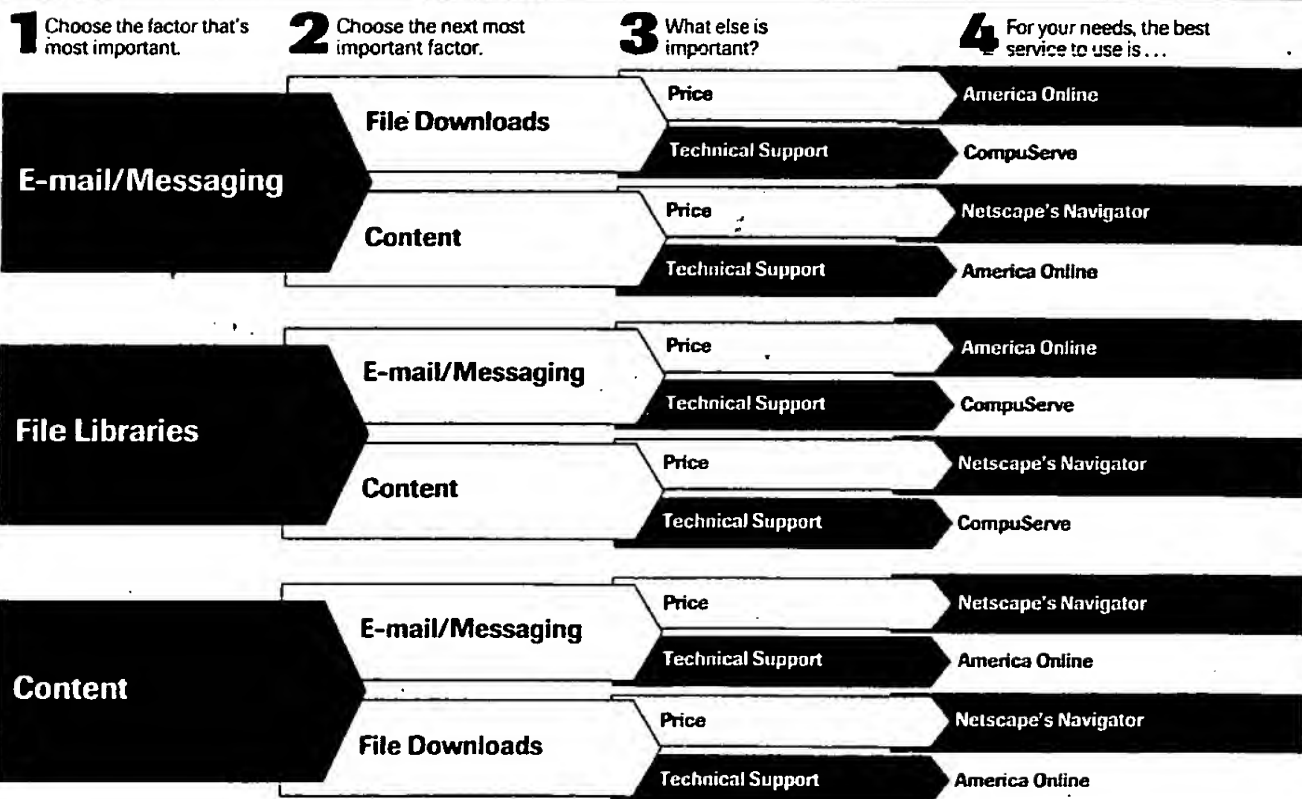 1 Choose the factor that's
most important.
2 Choose the next most
important factor.
3 What else is
important?
4 For your needs, the best
service to use is...
E-mail/Messaging
File Downloads
Price
America Online
Technical Support
CompuServe
Content
Price
Netscape's Navigator
Technical Support
America Online
File Libraries
E-mail/Messaging
Price
America Online
Technical Support
CompuServe
Content
Price
Netscape's Navigator
Technical Support
CompuServe
Content
E-mail/Messaging
Price
Netscape's Navigator
Technical Support
America Online
File Downloads
Price
Netscape's Navigator
Technical Support
America Online